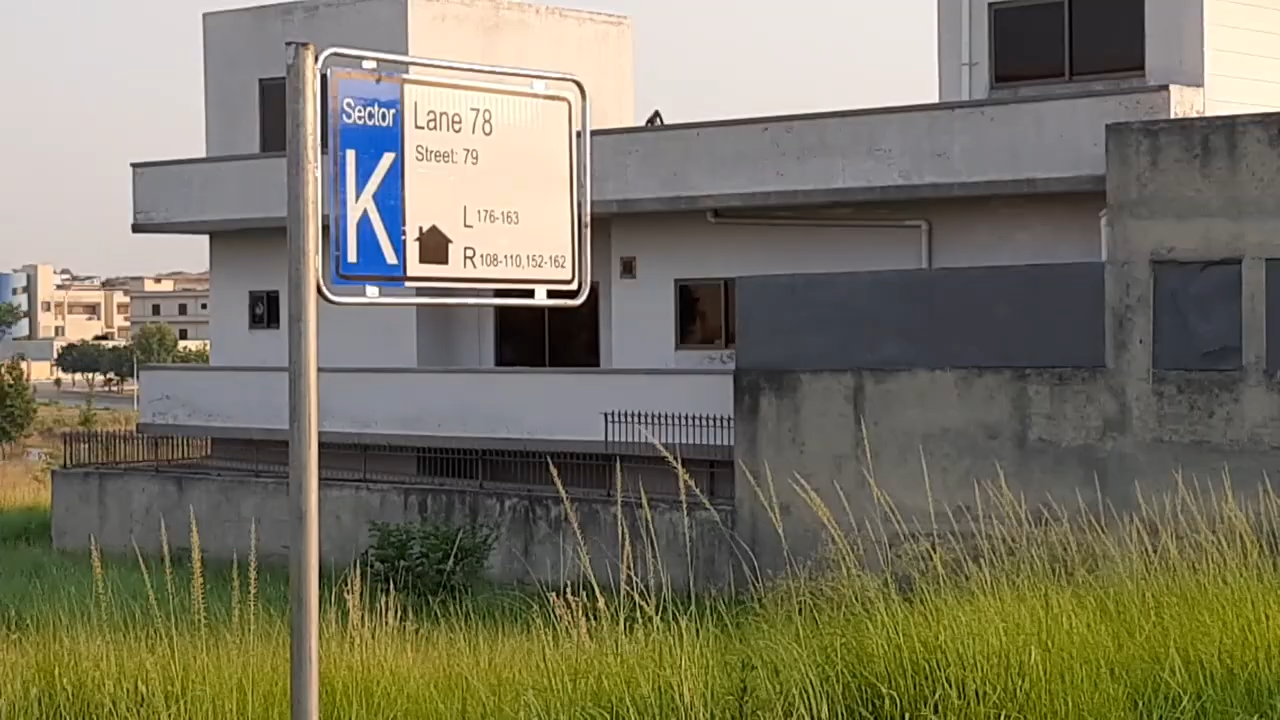 Sector
K
Lane 78
Street: 79
L 176-163
R 108-110,152-162